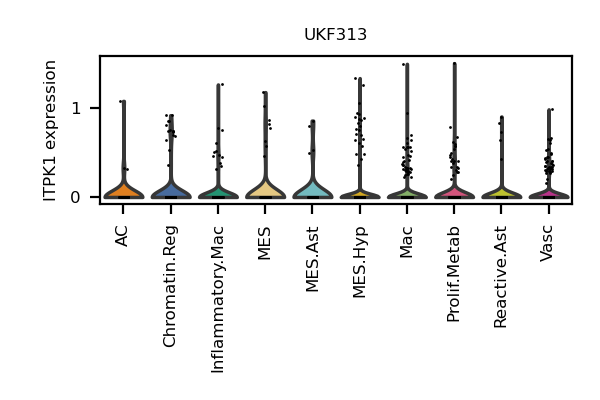 UKF313
ITPK1 expression
1
0
AC
Chromatin.Reg
Inflammatory.Mac
MES
MES.Ast
MES.Hyp
Mac
Prolif.Metab
Reactive.Ast
Vasc